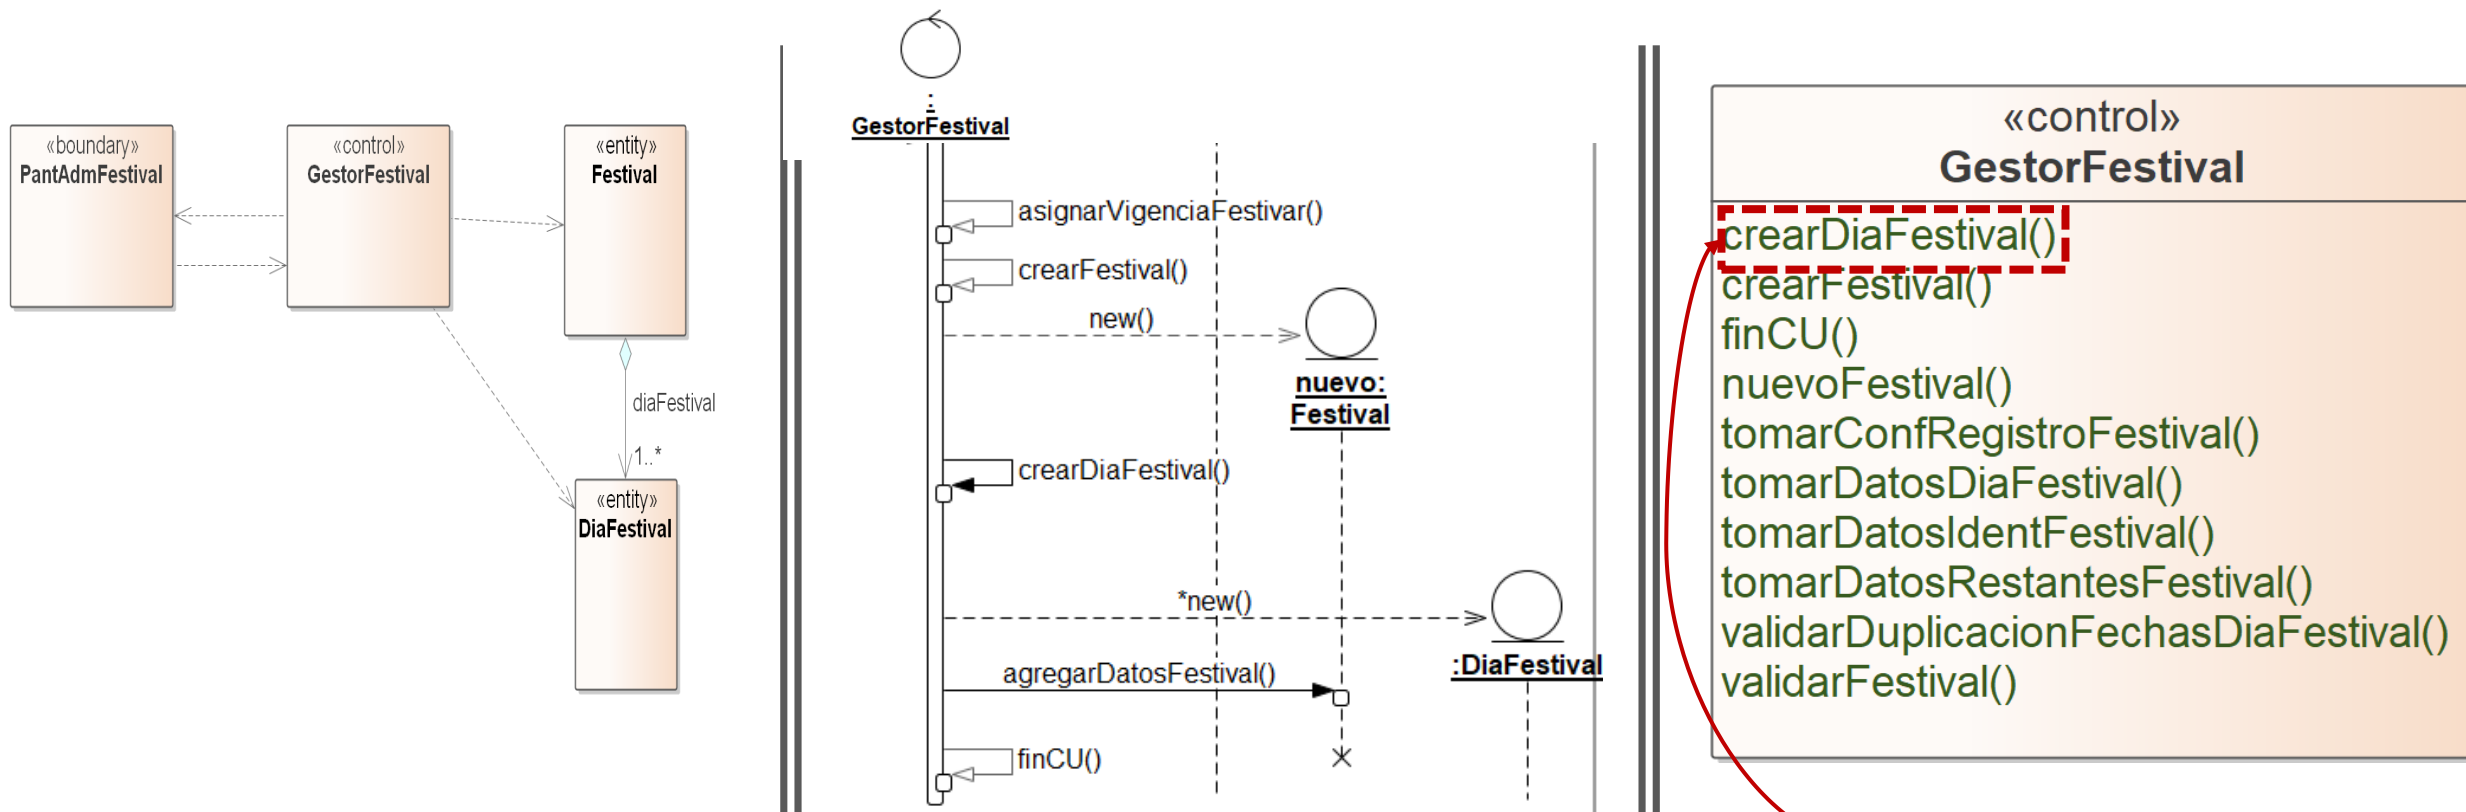 «boundary»
PantAdmFestival
«control»
GestorFestival
«entity»
Festival
diaFestival
1..*
«entity»
DiaFestival
:
GestorFestival
asignarVigenciaFestivar()
crearFestival()
new()
nuevo:
Festival
crearDiaFestival()
*new()
:DiaFestival
agregarDatosFestival()
finCU()
«control»
GestorFestival
crearDiaFestival()
crearFestival()
finCU()
nuevoFestival()
tomarConfRegistroFestival()
tomarDatosDiaFestival()
tomarDatosIdentFestival()
tomarDatosRestantesFestival()
validarDuplicacionFechasDiaFestival()
validarFestival()